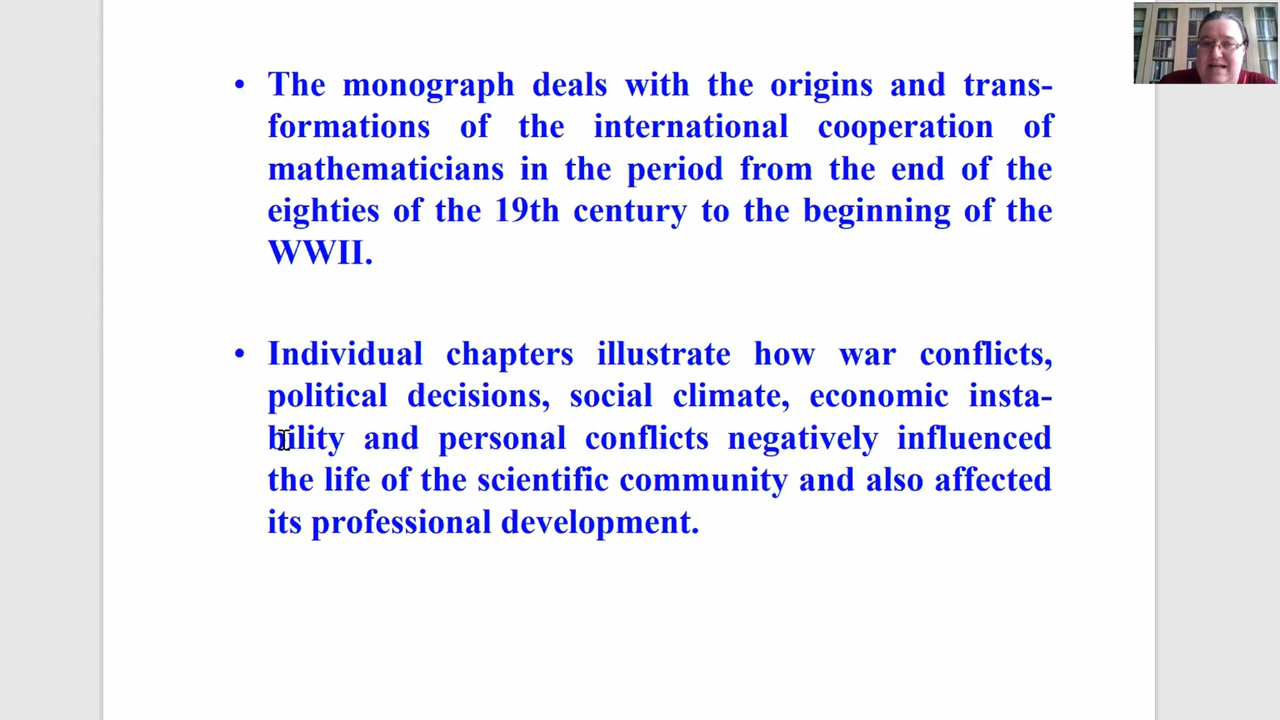 • The monograph deals with the origins and trans-
formations of the international cooperation of
mathematicians in the period from the end of the
eighties of the 19th century to the beginning of the
WWII.
• Individual chapters illustrate how war conflicts,
political decisions, social climate, economic insta-
bility and personal conflicts negatively influenced
the life of the scientific community and also affected
its professional development.